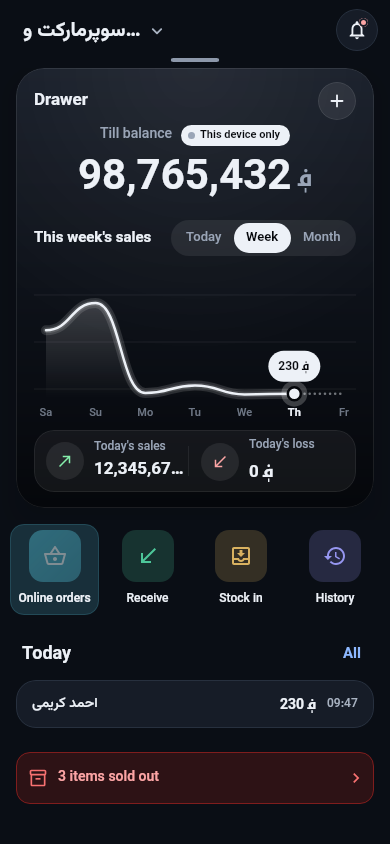 سوپرمارکت و...
Drawer
Till balance
This device only
98,765,432 ؋
This week's sales
Today Week Month
230 ؋
Sa Su Mo Tu We Th Fr
Today's sales
12,345,67...
Today's loss
0 ؋
Online orders
Receive
Stock in
History
Today
All
احمد کریمی
230 ؋
09:47
3 items sold out